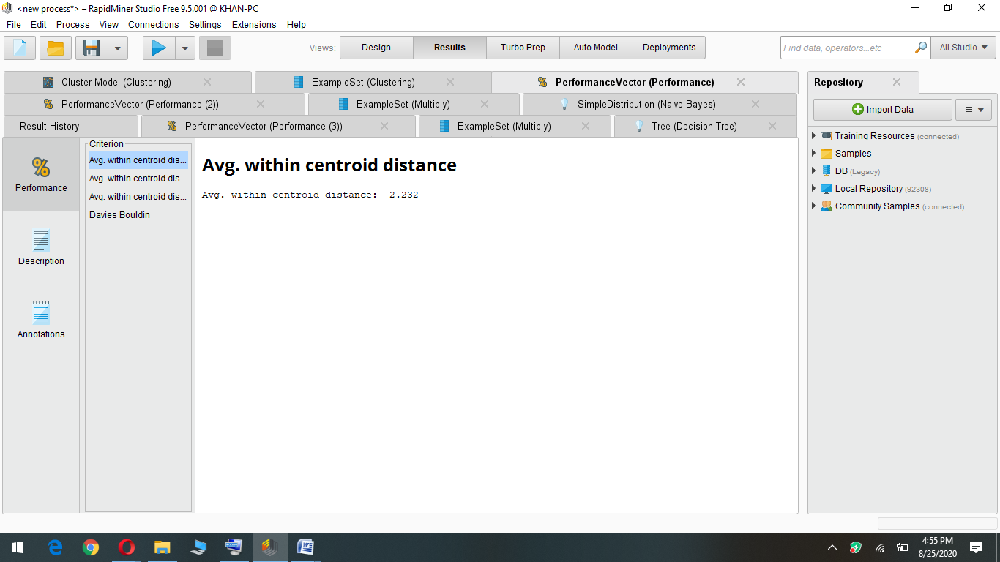 <new process*> – RapidMiner Studio Free 9.5.001 @ KHAN-PC
File Edit Process View Connections Settings Extensions Help
Views: Design Results Turbo Prep Auto Model Deployments Find data, operators...etc All Studio
Cluster Model (Clustering) ExampleSet (Clustering) PerformanceVector (Performance)
PerformanceVector (Performance (2)) ExampleSet (Multiply) SimpleDistribution (Naive Bayes)
Result History PerformanceVector (Performance (3)) ExampleSet (Multiply) Tree (Decision Tree)
Performance
Description
Annotations
Criterion
Avg. within centroid dis...
Avg. within centroid dis...
Avg. within centroid dis...
Davies Bouldin
Avg. within centroid distance
Avg. within centroid distance: -2.232
Repository
Import Data
Training Resources (connected)
Samples
DB (Legacy)
Local Repository (92308)
Community Samples (connected)
4:55 PM
8/25/2020